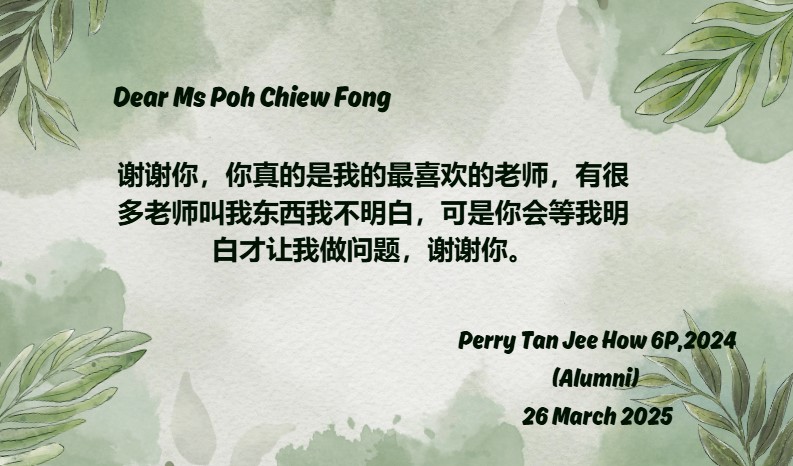 Dear Ms Poh Chiew Fong
谢谢你，你真的是我的最喜欢的老师，有很
多老师叫我东西我不明白，可是你会等我明
白才让我做问题，谢谢你。
Perry Tan Jee How 6P,2024
(Alumni)
26 March 2025